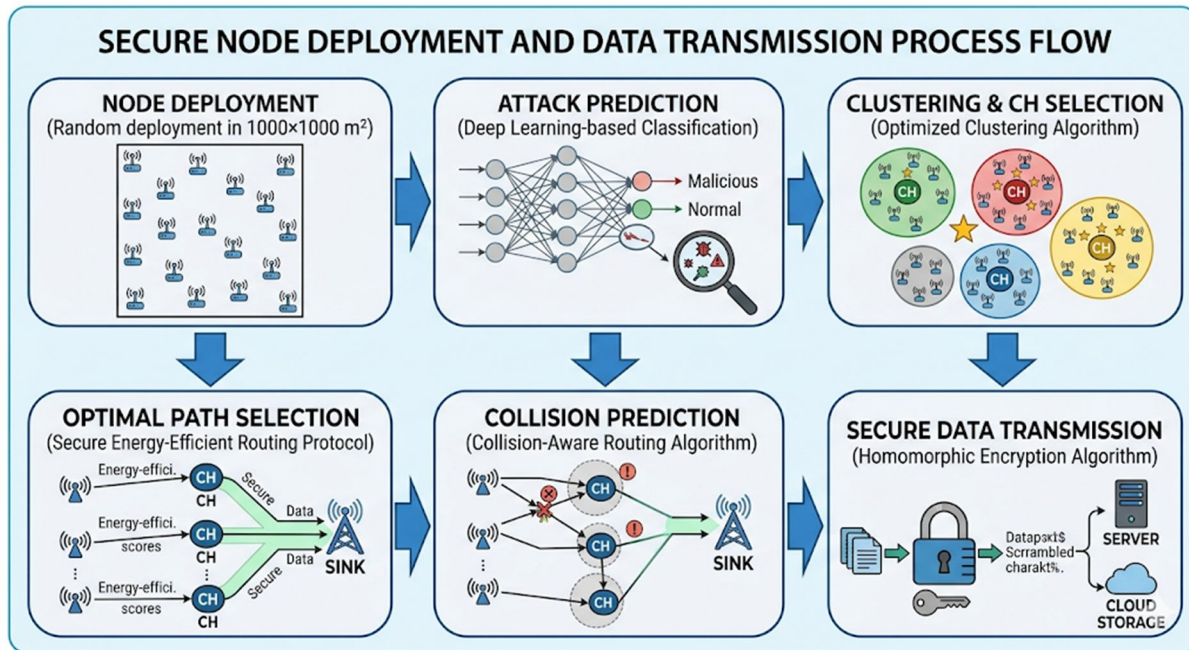 SECURE NODE DEPLOYMENT AND DATA TRANSMISSION PROCESS FLOW
NODE DEPLOYMENT
(Random deployment in 1000×1000 m²)
ATTACK PREDICTION
(Deep Learning-based Classification)
Malicious
Normal
CLUSTERING & CH SELECTION
(Optimized Clustering Algorithm)
CH
CH
CH
CH
OPTIMAL PATH SELECTION
(Secure Energy-Efficient Routing Protocol)
Energy-effici.
CH
CH
Secure
Data
Energy-effici.
scores
CH
CH
SINK
Energy-effici.
scores
CH
CH
Secure
Data
COLLISION PREDICTION
(Collision-Aware Routing Algorithm)
CH
!
CH
!
CH
SINK
SECURE DATA TRANSMISSION
(Homomorphic Encryption Algorithm)
Datapxt$
Scrrambled
charakt%.
SERVER
CLOUD
STORAGE